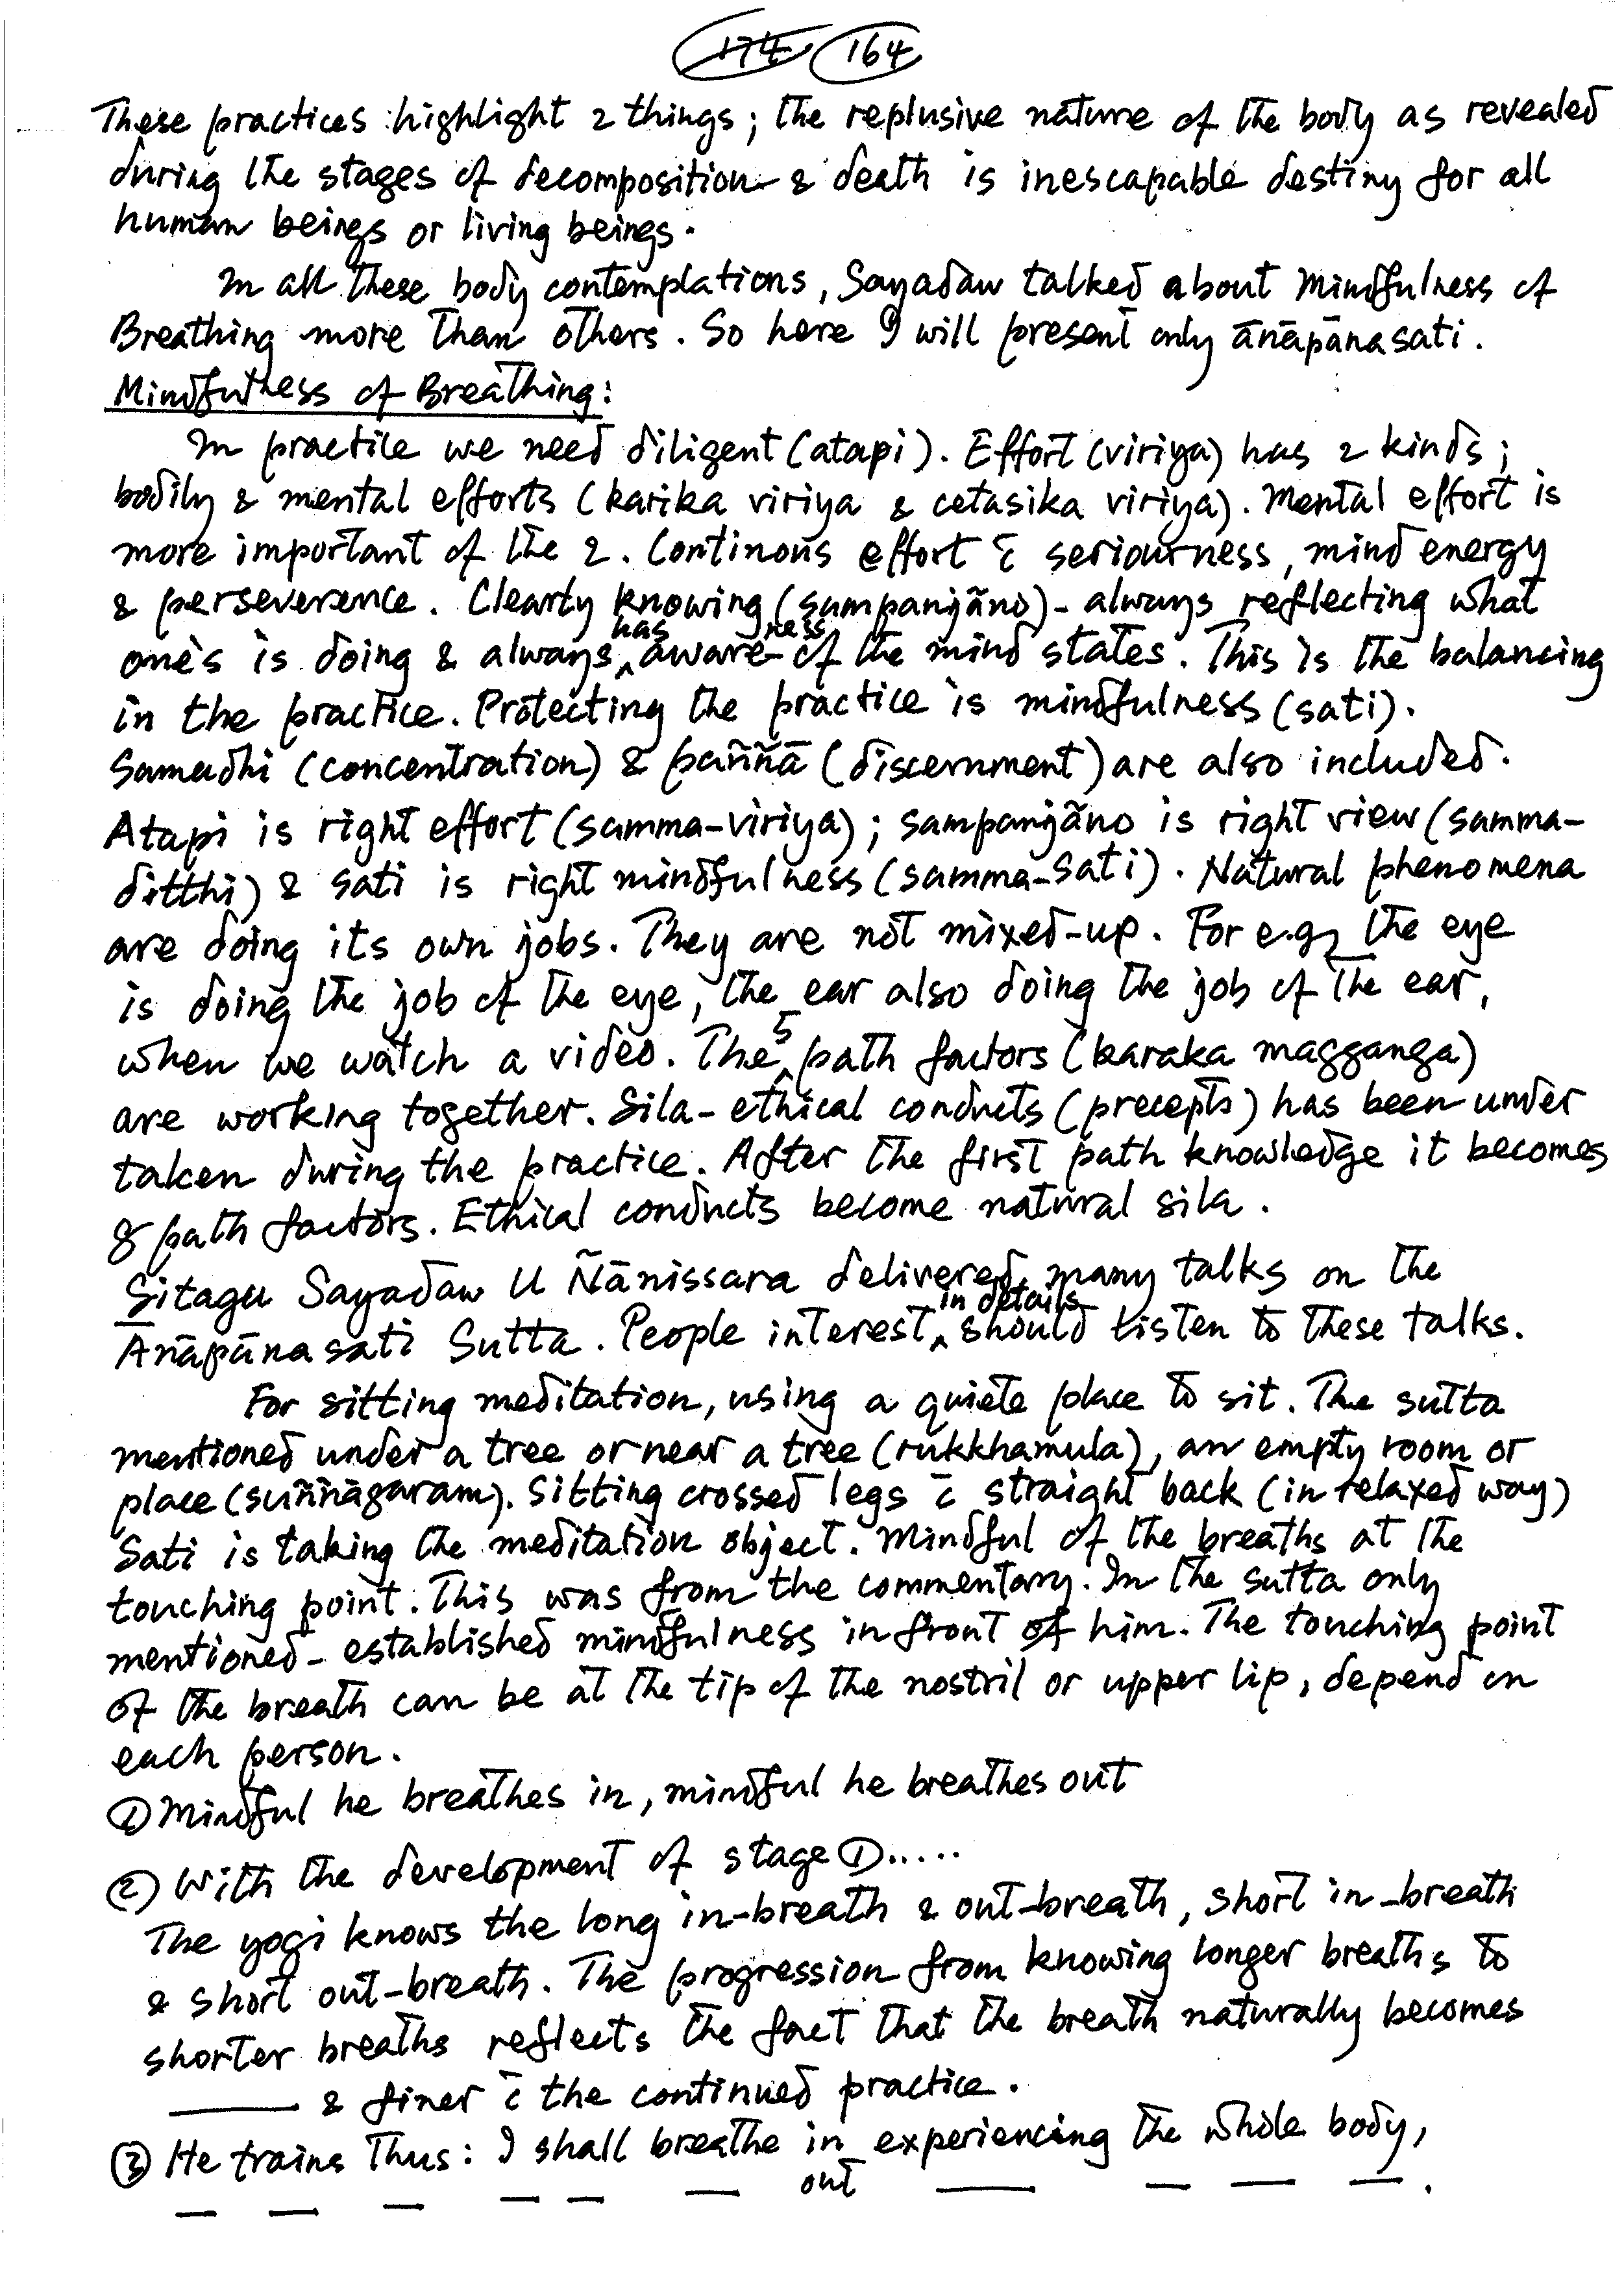 174 164
These practices highlight 2 things; the replusive nature of the body as revealed
during the stages of decomposition & death is inescapable destiny for all
human beings or living beings.
In all these body contemplations, Sayadaw talked about Mindfulness of
Breathing more than others. So here I will present only ānāpānasati.
Mindfulness of Breathing:
In practice we need diligent (atapi). Effort (viriya) has 2 kinds;
bodily & mental efforts (karika viriya & cetasika viriya). Mental effort is
more important of the 2. Continous effort c̄ seriourness, mind energy
& perseverence. Clearly knowing (sampanjāno) - always reflecting what
one's is doing & always has awareness of the mind states. This is the balancing
in the practice. Protecting the practice is mindfulness (sati).
Samadhi (concentration) & paññā (discernment) are also included.
Atapi is right effort (samma-viriya); sampanjāno is right view (samma-
ditthi) & sati is right mindfulness (samma-sati). Natural phenomena
are doing its own jobs. They are not mixed-up. For e.g, the eye
is doing the job of the eye, the ear also doing the job of the ear,
when we watch a video. The 5 path factors (karaka magganga)
are working together. Sila - ethical conducts (precepts) has been under
taken during the practice. After the first path knowledge it becomes
8 path factors. Ethical conducts become natural sila.
Sitagu Sayadaw U Ñānissara delivered many talks on the
Ānāpānasati Sutta. People interest in details should listen to these talks.
For sitting meditation, using a quiete place to sit. The sutta
mentioned under a tree or near a tree (rukkhamula), an empty room or
place (suññāgaram). Sitting crossed legs c̄ straight back (in relaxed way)
Sati is taking the meditation object. Mindful of the breaths at the
touching point. This was from the commentary. In the sutta only
mentioned - established mindfulness in front of him. The touching point
of the breath can be at the tip of the nostril or upper lip, depend on
each person.
① Mindful he breathes in, mindful he breathes out
② With the development of stage ①.....
The yogi knows the long in-breath & out-breath, short in-breath
& short out-breath. The progression from knowing longer breaths to
shorter breaths reflects the fact that the breath naturally becomes
—— & finer c̄ the continued practice.
③ He trains thus: I shall breathe in experiencing the whole body,
— — — — — — out — — — —.